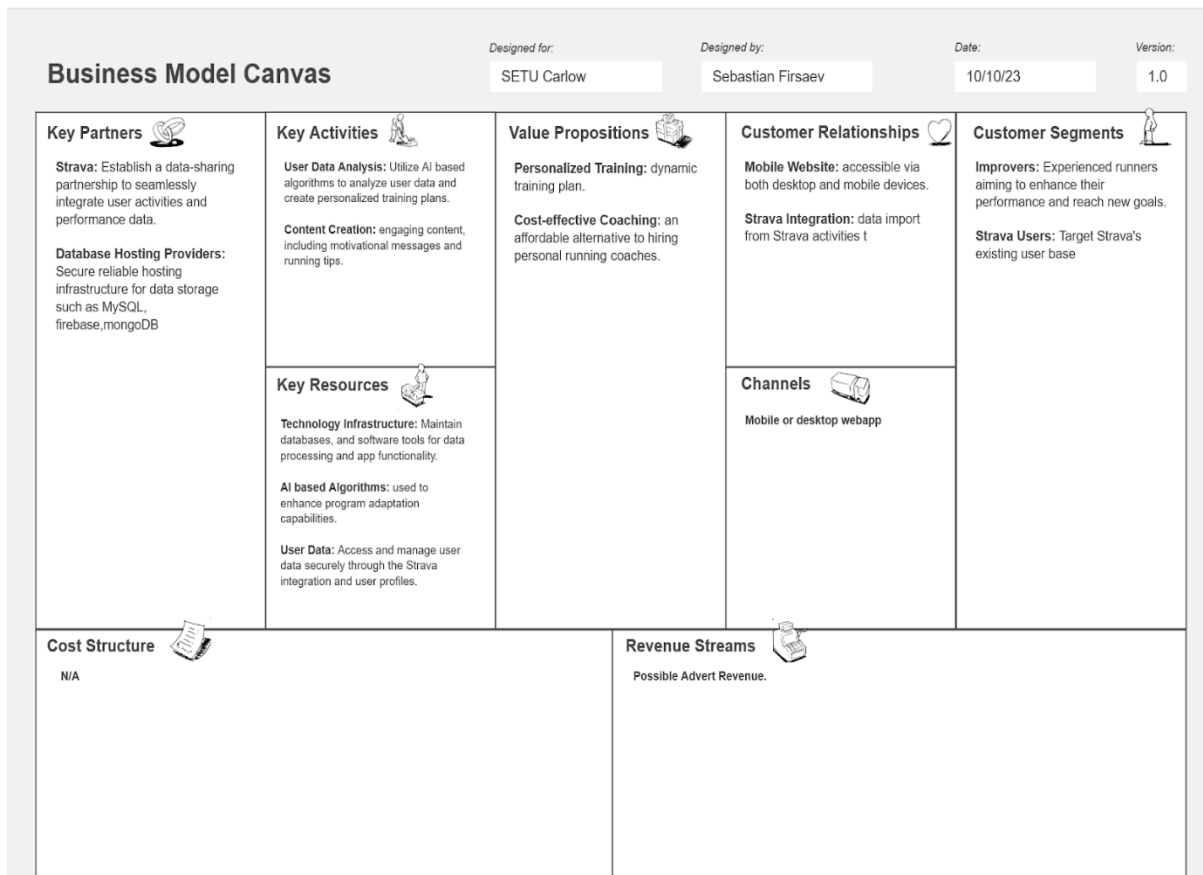 Designed for:
Designed by:
Date:
Version:
Business Model Canvas
SETU Carlow
Sebastian Firsaev
10/10/23
1.0
Key Partners
Strava: Establish a data-sharing
partnership to seamlessly
integrate user activities and
performance data.
Database Hosting Providers:
Secure reliable hosting
infrastructure for data storage
such as MySQL,
firebase,mongoDB
Key Activities
User Data Analysis: Utilize AI based
algorithms to analyze user data and
create personalized training plans.
Content Creation: engaging content,
including motivational messages and
running tips.
Key Resources
Technology Infrastructure: Maintain
databases, and software tools for data
processing and app functionality.
AI based Algorithms: used to
enhance program adaptation
capabilities.
User Data: Access and manage user
data securely through the Strava
integration and user profiles.
Value Propositions
Personalized Training: dynamic
training plan.
Cost-effective Coaching: an
affordable alternative to hiring
personal running coaches.
Customer Relationships
Mobile Website: accessible via
both desktop and mobile devices.
Strava Integration: data import
from Strava activities t
Channels
Mobile or desktop webapp
Customer Segments
Improvers: Experienced runners
aiming to enhance their
performance and reach new goals.
Strava Users: Target Strava's
existing user base
Cost Structure
N/A
Revenue Streams
Possible Advert Revenue.